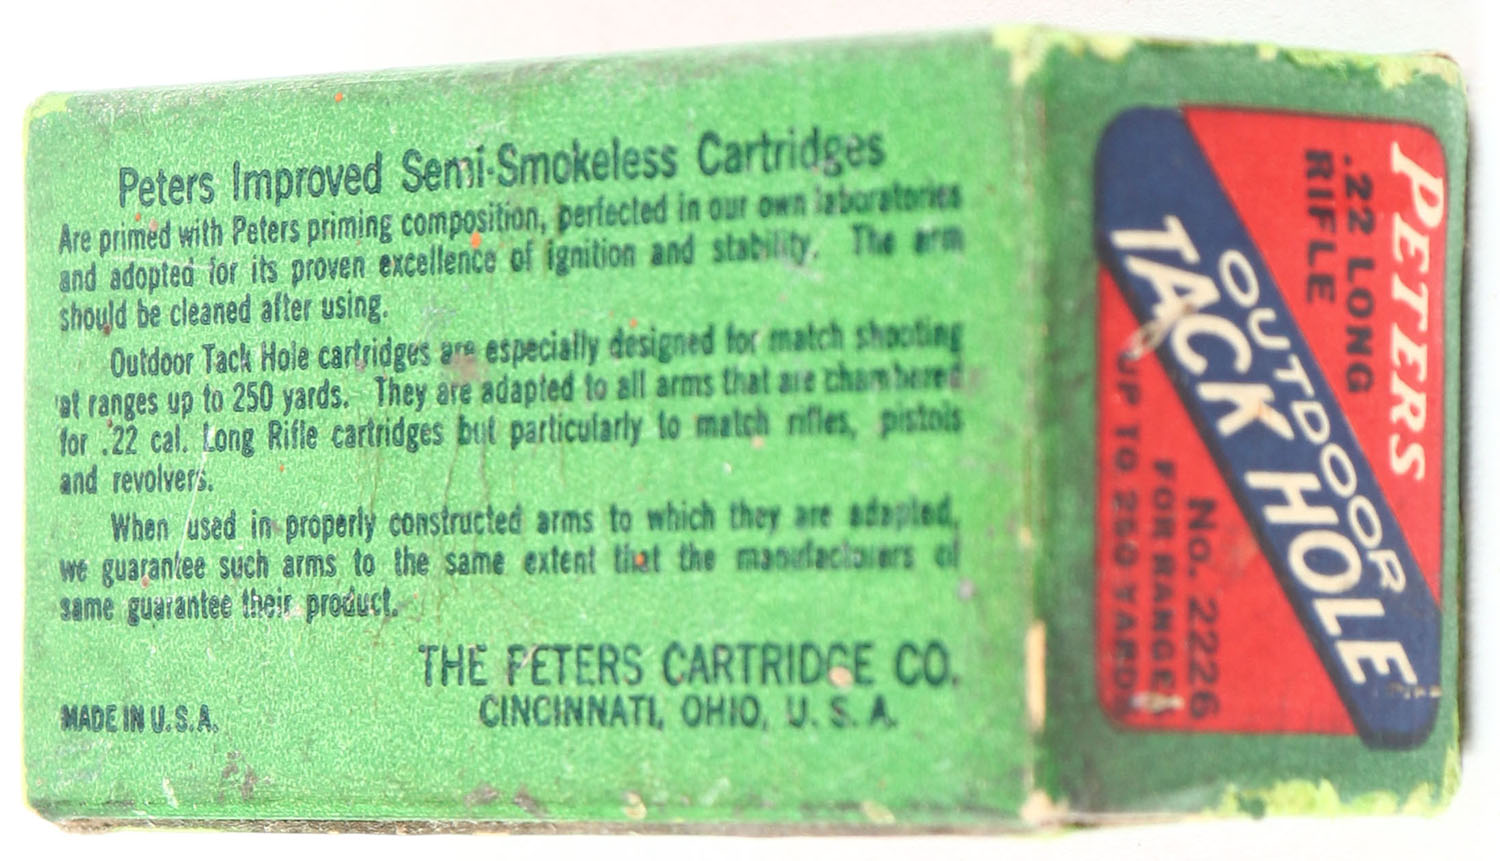 Peters Improved Semi-Smokeless Cartridges
Are primed with Peters priming composition, perfected in our own laboratories
and adopted for its proven excellence of ignition and stability. The arm
should be cleaned after using.
Outdoor Tack Hole cartridges are especially designed for match shooting
at ranges up to 250 yards. They are adapted to all arms that are chambered
for .22 cal. Long Rifle cartridges but particularly to match rifles, pistols
and revolvers.
When used in properly constructed arms to which they are adapted,
we guarantee such arms to the same extent that the manufacturers of
same guarantee their product.
THE PETERS CARTRIDGE CO.
CINCINNATI, OHIO, U. S. A.
MADE IN U.S.A.
PETERS
.22 LONG
RIFLE
OUTDOOR
TACK HOLE
No. 2226
FOR RANGES
UP TO 250 YARDS